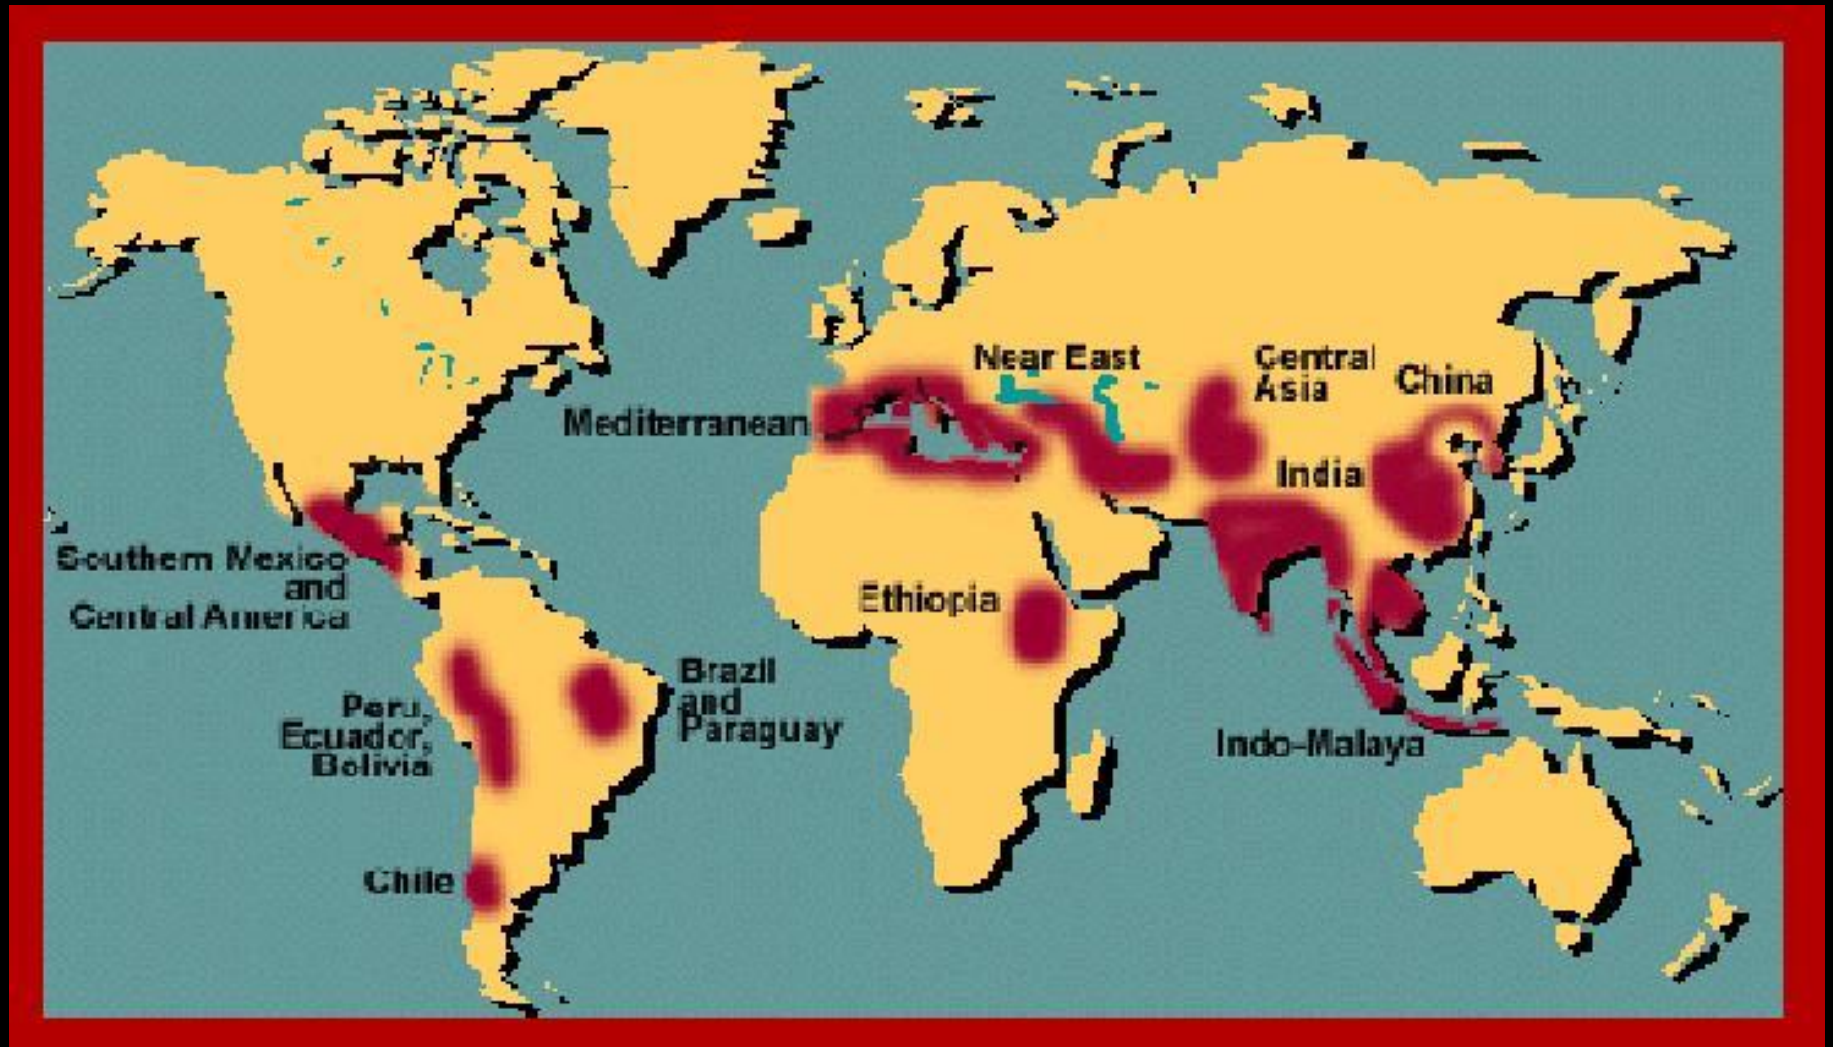 Near East
Central
Asia
China
Mediterranean
India
Southern Mexico
and
Central America
Ethiopia
Brazil
and
Paraguay
Peru,
Ecuador,
Bolivia
Indo-Malaya
Chile